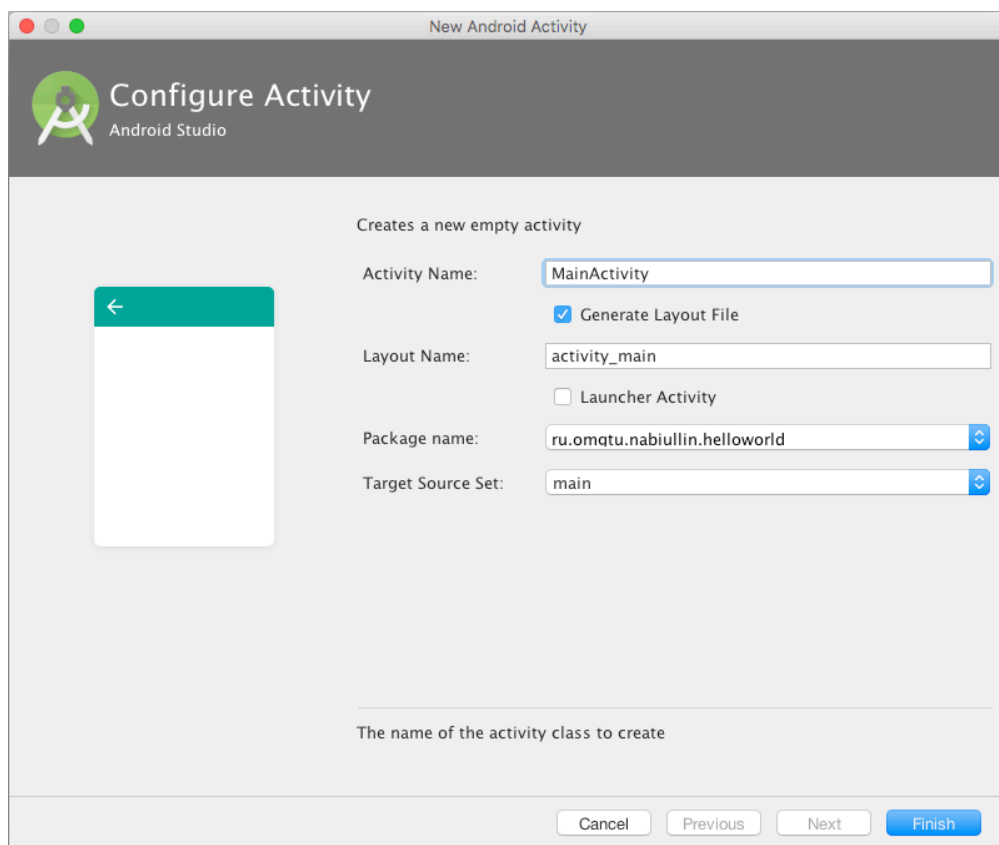 New Android Activity
Configure Activity
Android Studio
Creates a new empty activity
Activity Name: MainActivity
Generate Layout File
Layout Name: activity_main
Launcher Activity
Package name: ru.omgtu.nabiullin.helloworld
Target Source Set: main
The name of the activity class to create
Cancel Previous Next Finish